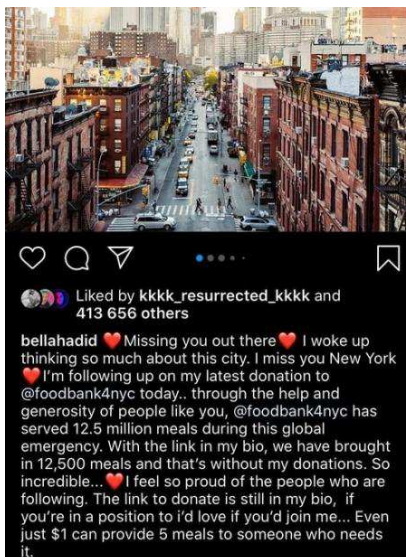 Liked by kkkk_resurrected_kkkk and
413 656 others
bellahadid ❤️Missing you out there❤️ I woke up
thinking so much about this city. I miss you New York
❤️I'm following up on my latest donation to
@foodbank4nyc today.. through the help and
generosity of people like you, @foodbank4nyc has
served 12.5 million meals during this global
emergency. With the link in my bio, we have brought
in 12,500 meals and that's without my donations. So
incredible...❤️I feel so proud of the people who are
following. The link to donate is still in my bio, if
you're in a position to i'd love if you'd join me... Even
just $1 can provide 5 meals to someone who needs
it.